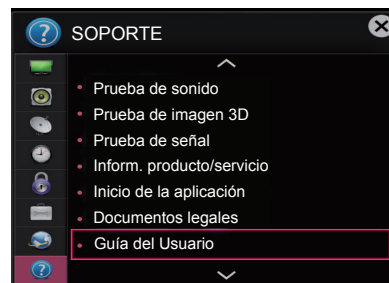 SOPORTE
Prueba de sonido
Prueba de imagen 3D
Prueba de señal
Inform. producto/servicio
Inicio de la aplicación
Documentos legales
Guía del Usuario